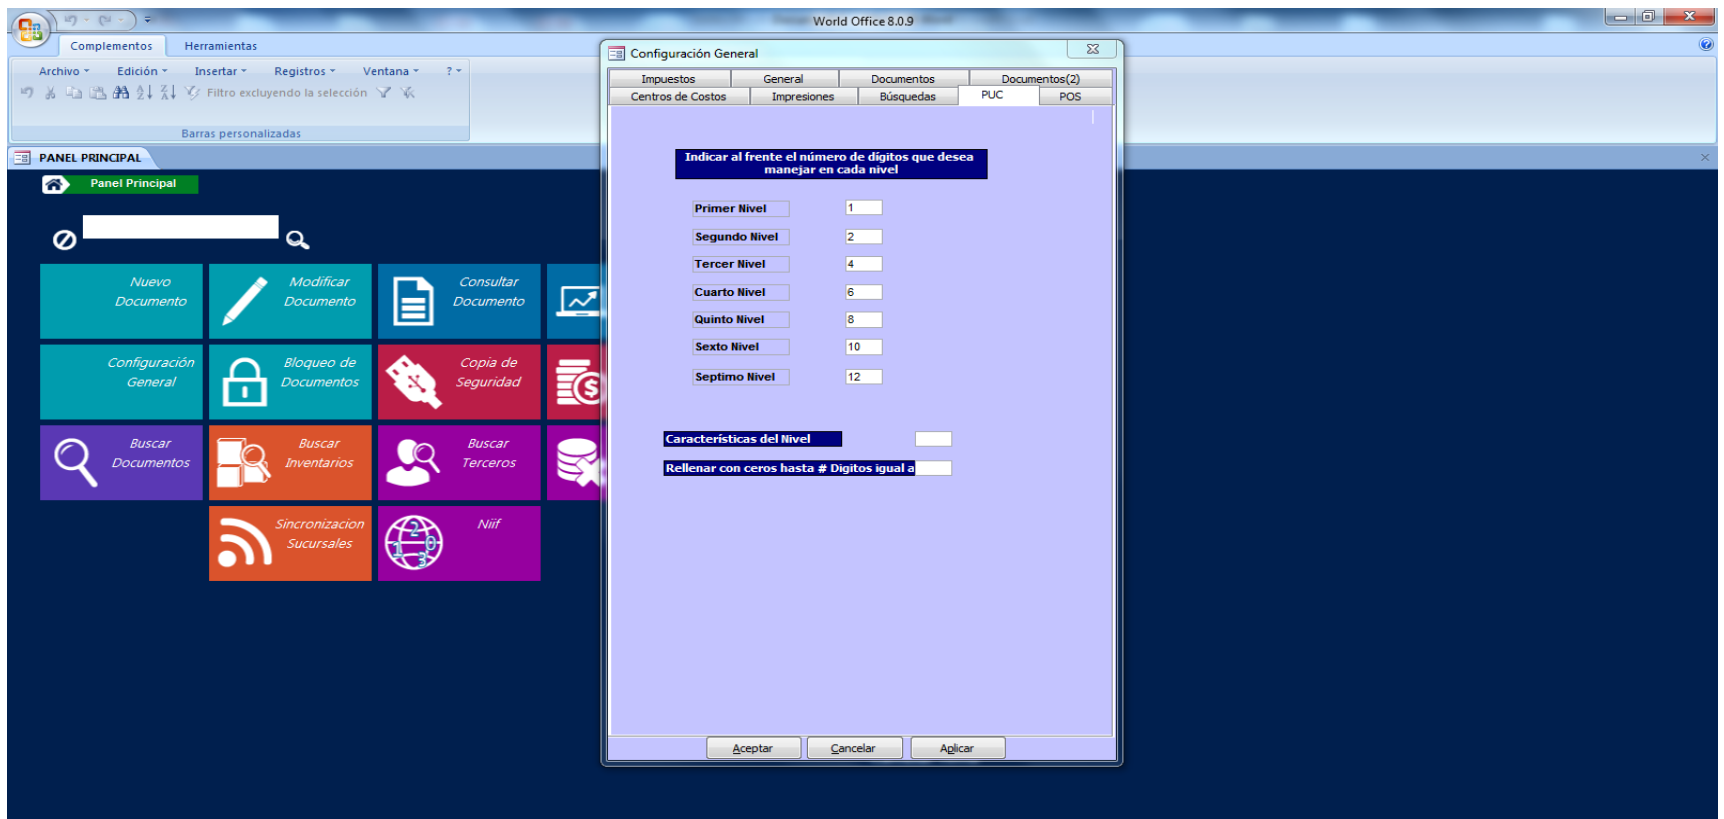 World Office 8.0.9
Complementos Herramientas
Archivo Edición Insertar Registros Ventana ?
Filtro excluyendo la selección
Barras personalizadas
PANEL PRINCIPAL
Panel Principal
Nuevo
Documento
Modificar
Documento
Consultar
Documento
Configuración
General
Bloqueo de
Documentos
Copia de
Seguridad
Buscar
Documentos
Buscar
Inventarios
Buscar
Terceros
Sincronizacion
Sucursales
Niif
Configuración General
Impuestos General Documentos Documentos(2)
Centros de Costos Impresiones Búsquedas PUC POS
Indicar al frente el número de dígitos que desea
manejar en cada nivel
Primer Nivel 1
Segundo Nivel 2
Tercer Nivel 4
Cuarto Nivel 6
Quinto Nivel 8
Sexto Nivel 10
Septimo Nivel 12
Características del Nivel
Rellenar con ceros hasta # Digitos igual a
Aceptar Cancelar Aplicar